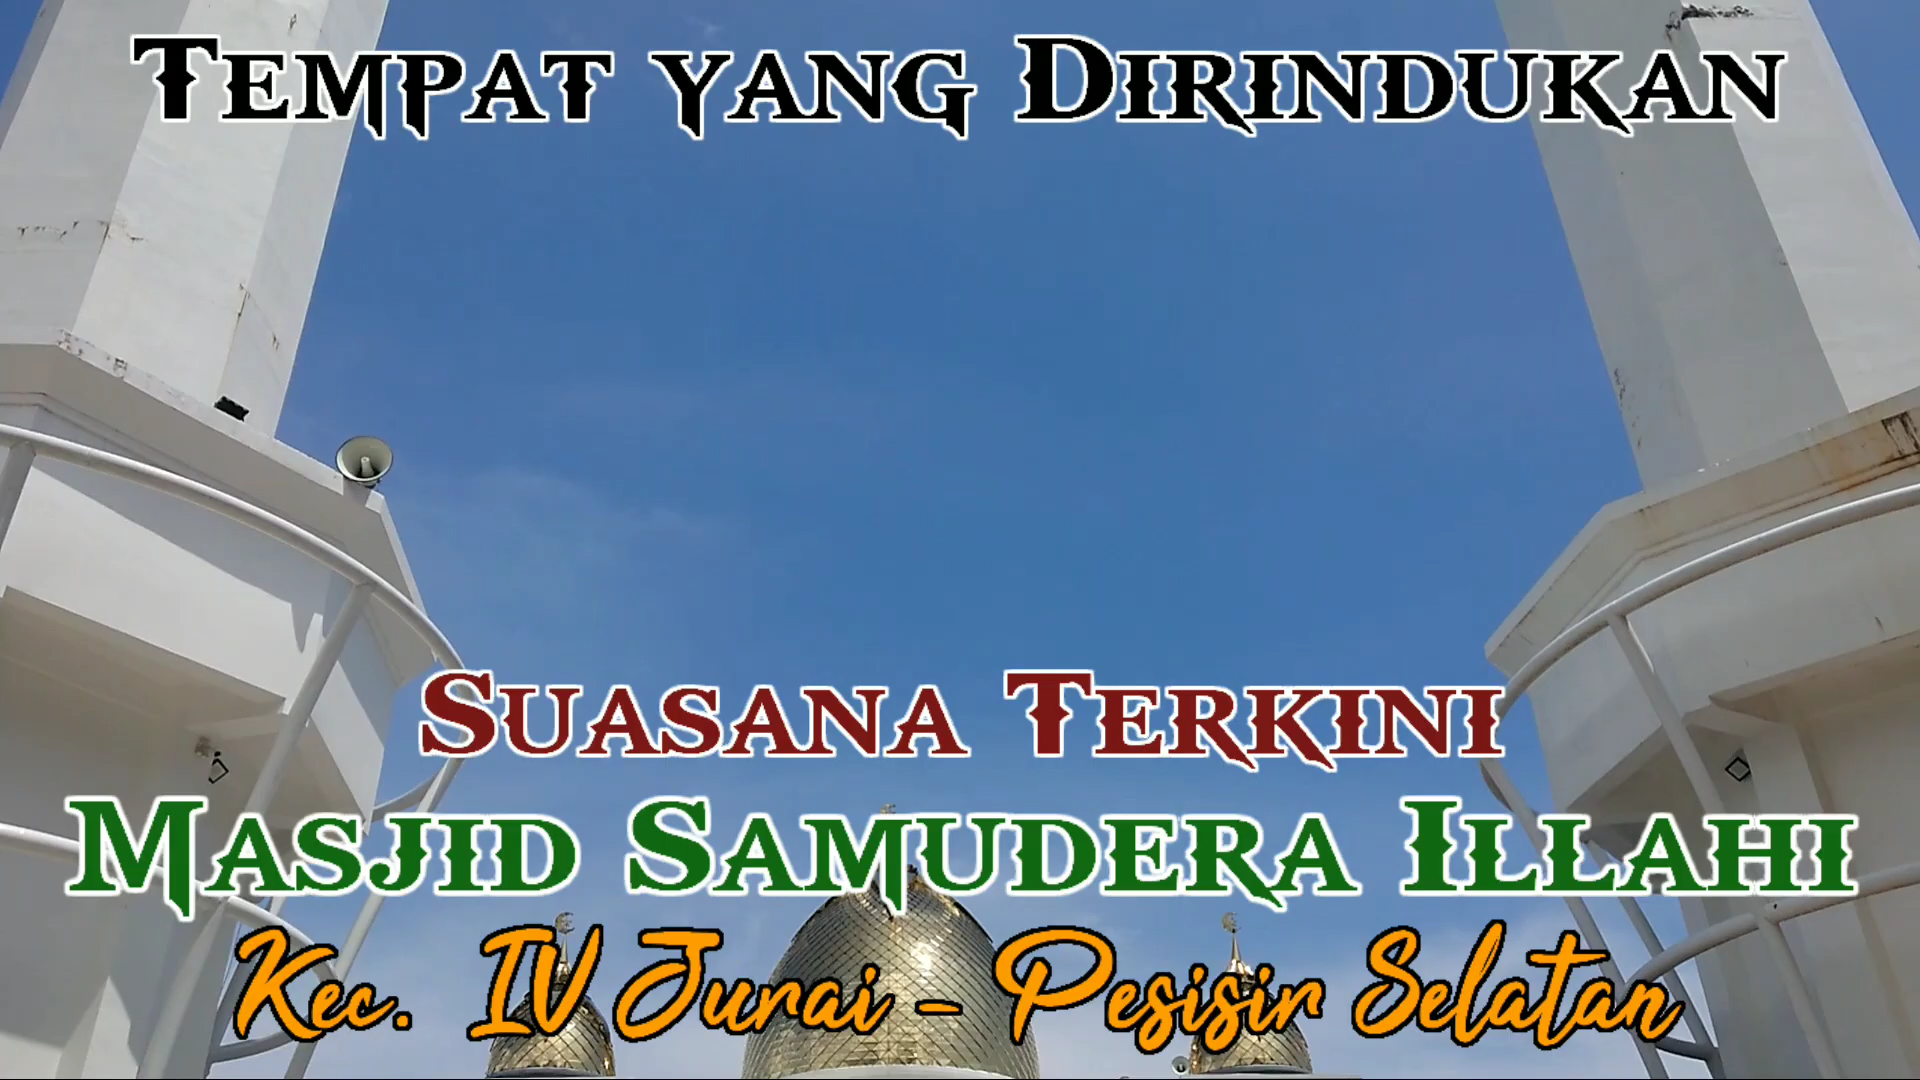 Tempat yang Dirindukan
Suasana Terkini
Masjid Samudera Illahi
Kec. IV Jurai - Pesisir Selatan